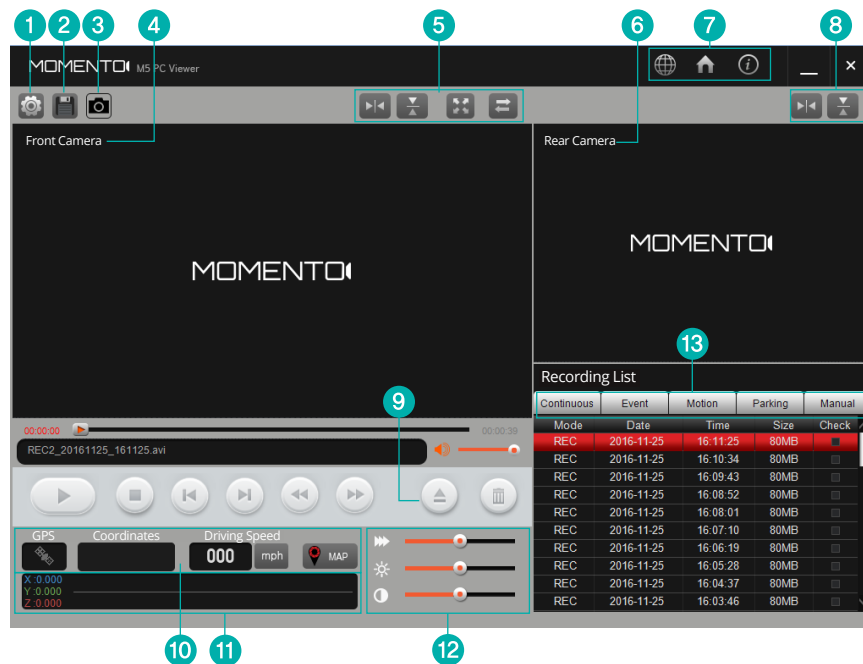 1 2 3 4 5 6 7 8
MOMENTO M5 PC Viewer
Front Camera
Rear Camera
MOMENTO
MOMENTO
13
Recording List
Continuous Event Motion Parking Manual
Mode Date Time Size Check
REC 2016-11-25 16:11:25 80MB
REC 2016-11-25 16:10:34 80MB
REC 2016-11-25 16:09:43 80MB
REC 2016-11-25 16:08:52 80MB
REC 2016-11-25 16:08:01 80MB
REC 2016-11-25 16:07:10 80MB
REC 2016-11-25 16:06:19 80MB
REC 2016-11-25 16:05:28 80MB
REC 2016-11-25 16:04:37 80MB
REC 2016-11-25 16:03:46 80MB
9
00:00:00 00:00:39
REC2_20161125_161125.avi
GPS Coordinates Driving Speed
000 mph MAP
X :0.000
Y :0.000
Z :0.000
10 11 12